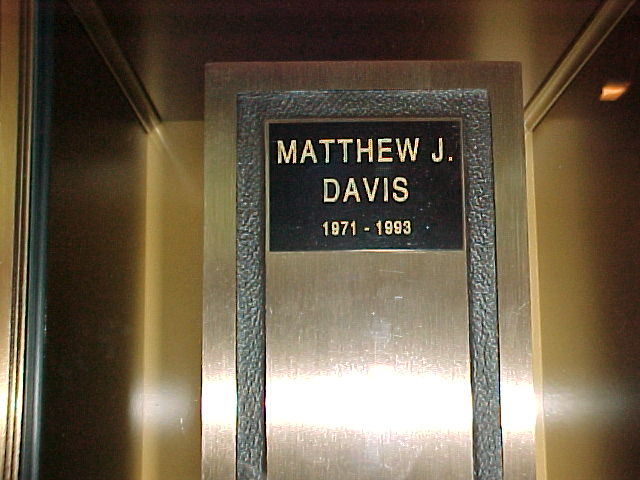 MATTHEW J.
DAVIS
1971 - 1993